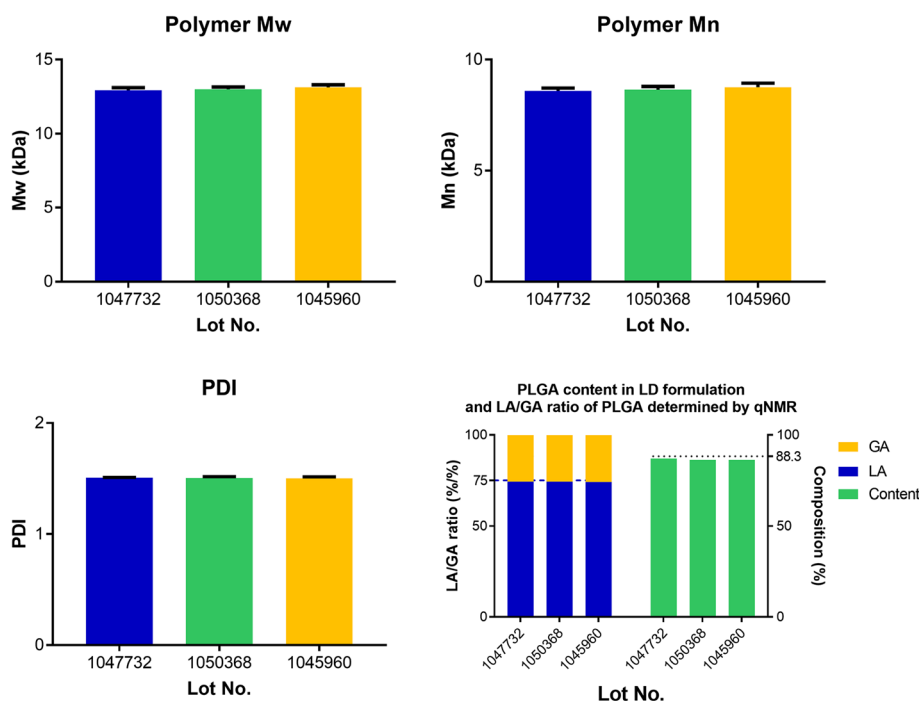 Polymer Mw
15
10
5
0
Mw (kDa)
1047732
1050368
1045960
Lot No.
Polymer Mn
10
5
0
Mn (kDa)
1047732
1050368
1045960
Lot No.
PDI
2
1
0
PDI
1047732
1050368
1045960
Lot No.
PLGA content in LD formulation
and LA/GA ratio of PLGA determined by qNMR
100
75
50
0
LA/GA ratio (%/%)
1047732
1050368
1045960
1047732
1050368
1045960
Lot No.
100
88.3
50
0
Composition (%)
GA
LA
Content